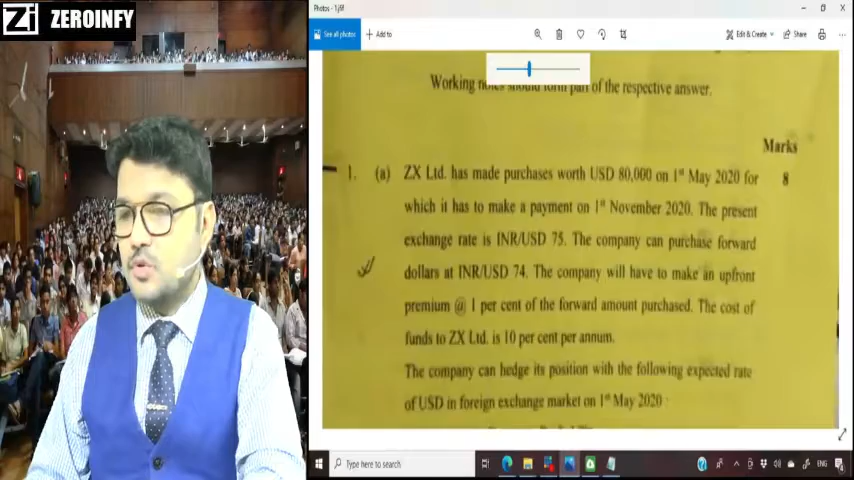 Zi ZEROINFY
Photos - 1.jfif
See all photos
+ Add to
Edit & Create
Share
Working notes should form part of the respective answer.
Marks
1. (a) ZX Ltd. has made purchases worth USD 80,000 on 1st May 2020 for 8
which it has to make a payment on 1st November 2020. The present
exchange rate is INR/USD 75. The company can purchase forward
dollars at INR/USD 74. The company will have to make an upfront
premium @ 1 per cent of the forward amount purchased. The cost of
funds to ZX Ltd. is 10 per cent per annum.
The company can hedge its position with the following expected rate
of USD in foreign exchange market on 1st May 2020
Type here to search
ENG